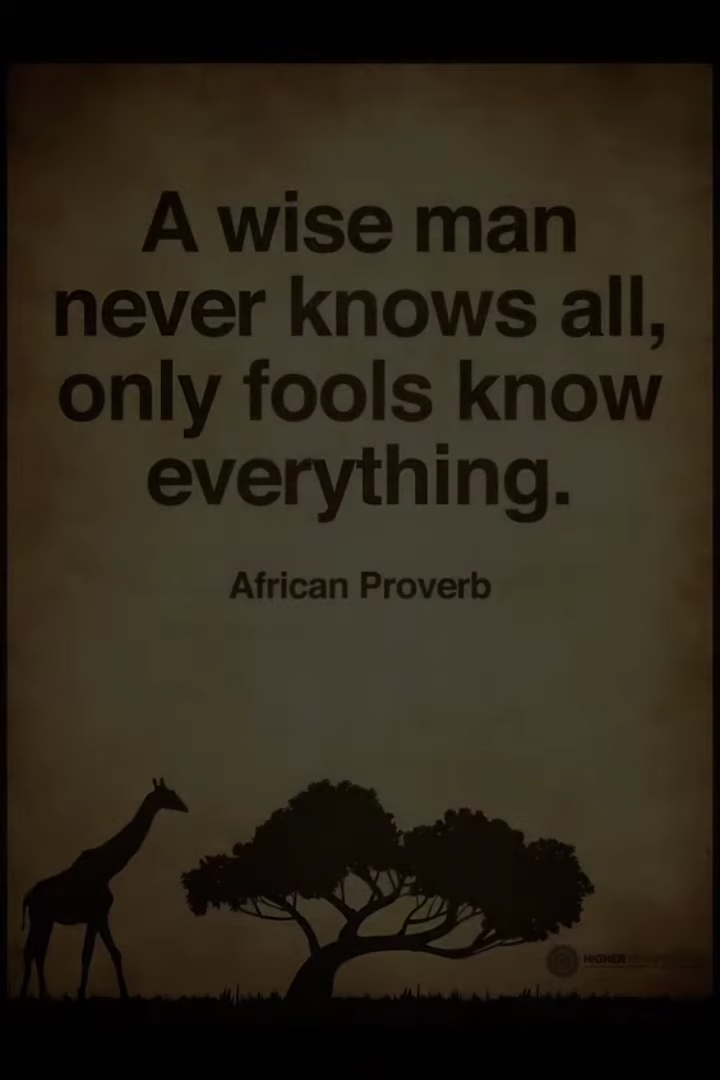 A wise man
never knows all,
only fools know
everything.
African Proverb
HIGHER